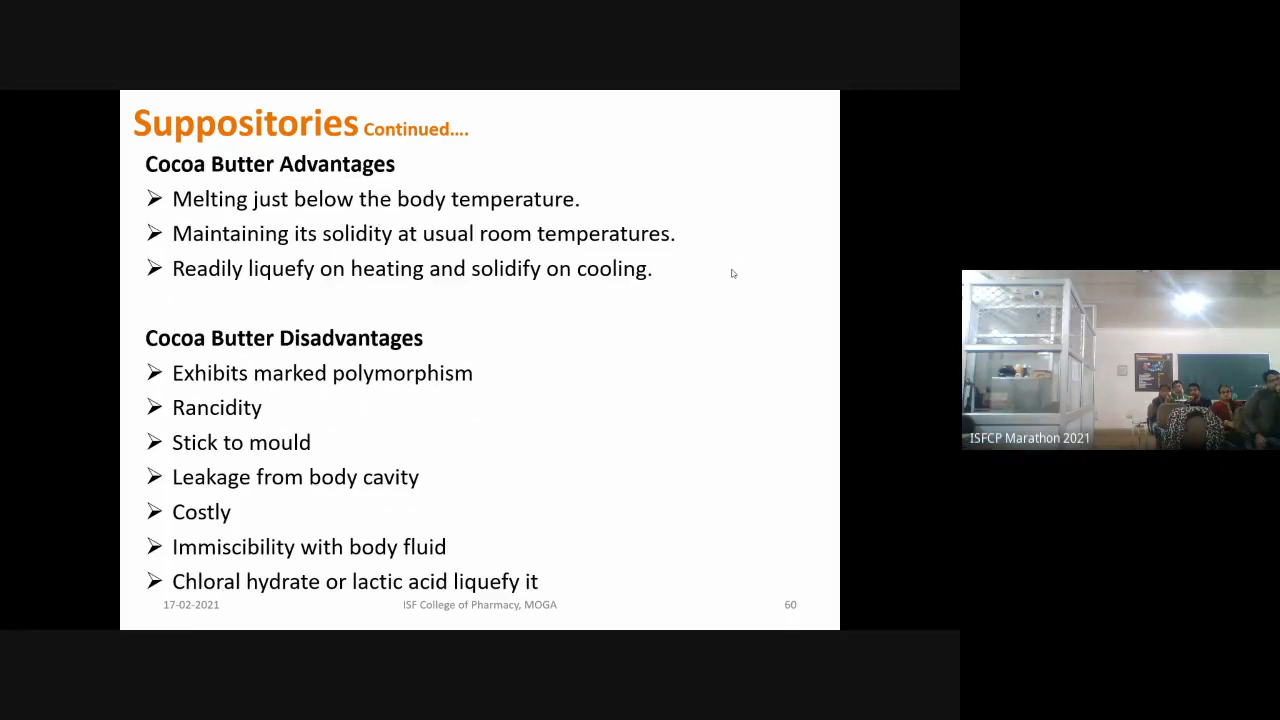 Suppositories Continued....
Cocoa Butter Advantages
Melting just below the body temperature.
Maintaining its solidity at usual room temperatures.
Readily liquefy on heating and solidify on cooling.
Cocoa Butter Disadvantages
Exhibits marked polymorphism
Rancidity
Stick to mould
Leakage from body cavity
Costly
Immiscibility with body fluid
Chloral hydrate or lactic acid liquefy it
17-02-2021
ISF College of Pharmacy, MOGA
60
ISFCP Marathon 2021